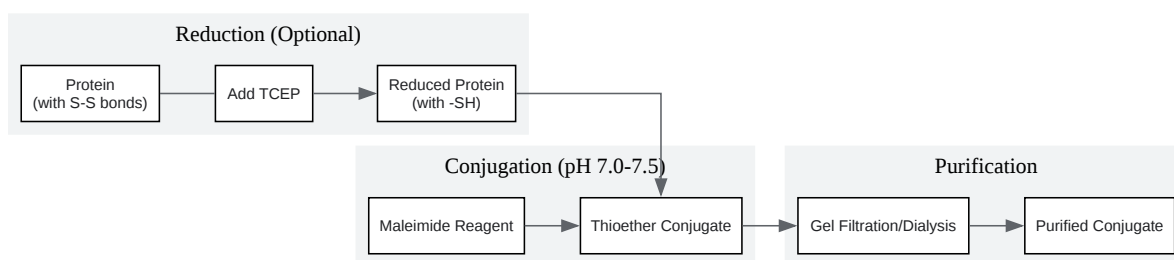 Reduction (Optional)
Protein
(with S-S bonds)
Add TCEP
Reduced Protein
(with -SH)
Conjugation (pH 7.0-7.5)
Maleimide Reagent
Thioether Conjugate
Purification
Gel Filtration/Dialysis
Purified Conjugate